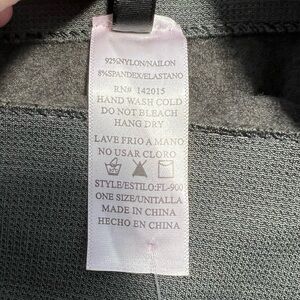 92%NYLON/NAILON
8%SPANDEX/ELASTANO
RN# 142015
HAND WASH COLD
DO NOT BLEACH
HANG DRY
LAVE FRIO A MANO
NO USAR CLORO
STYLE/ESTILO:FL-900
ONE SIZE/UNITALLA
MADE IN CHINA
HECHO EN CHINA